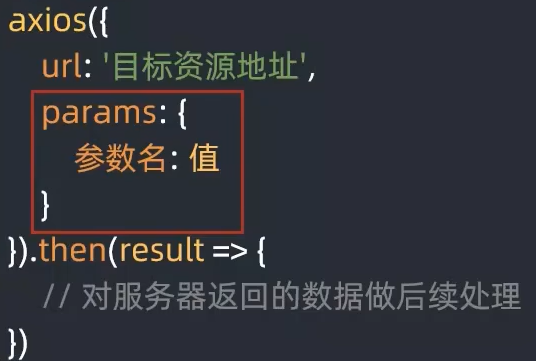 axios({
url: '目标资源地址',
params: {
参数名: 值
}
}).then(result => {
// 对服务器返回的数据做后续处理
})